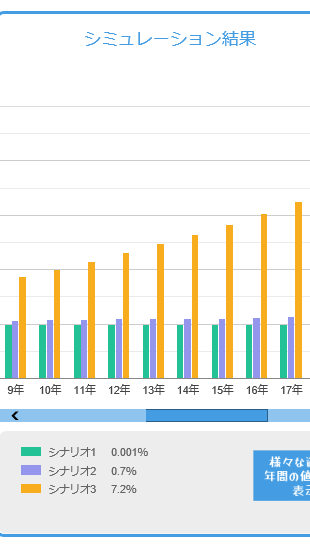 シミュレーション結果
9年 10年 11年 12年 13年 14年 15年 16年 17年
シナリオ1 0.001%
シナリオ2 0.7%
シナリオ3 7.2%
様々な
年間の
表示